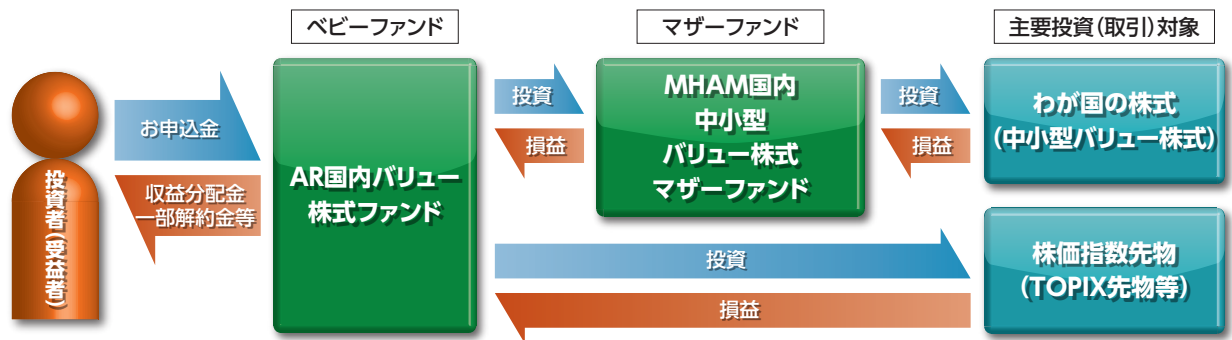 ベビーファンド
マザーファンド
主要投資(取引)対象
投資者(受益者)
お申込金
収益分配金
一部解約金等
AR国内バリュー
株式ファンド
投資
損益
MHAM国内
中小型
バリュー株式
マザーファンド
投資
損益
わが国の株式
(中小型バリュー株式)
投資
損益
株価指数先物
(TOPIX先物等)